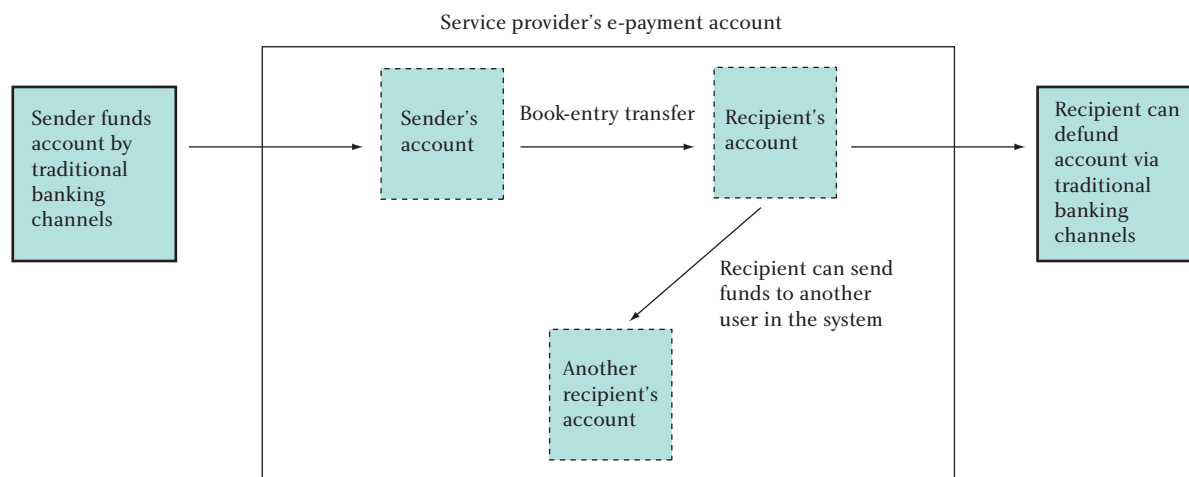 Service provider's e-payment account
Sender funds
account by
traditional
banking
channels
Sender's
account
Book-entry transfer
Recipient's
account
Recipient can
defund
account via
traditional
banking
channels
Recipient can send
funds to another
user in the system
Another
recipient's
account